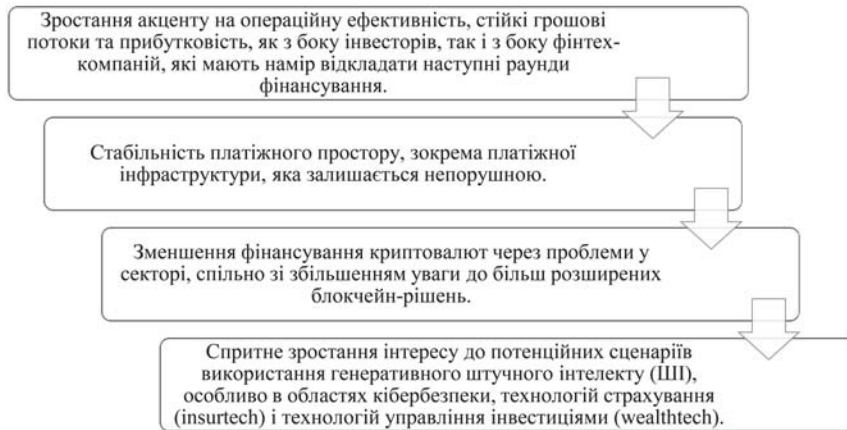 Зростання акценту на операційну ефективність, стійкі грошові
потоки та прибутковість, як з боку інвесторів, так і з боку фінтех-
компаній, які мають намір відкладати наступні раунди
фінансування.
Стабільність платіжного простору, зокрема платіжної
інфраструктури, яка залишається непорушною.
Зменшення фінансування криптовалют через проблеми у
секторі, спільно зі збільшенням уваги до більш розширених
блокчейн-рішень.
Спритне зростання інтересу до потенційних сценаріїв
використання генеративного штучного інтелекту (ШІ),
особливо в областях кібербезпеки, технологій страхування
(insurtech) і технологій управління інвестиціями (wealthtech).